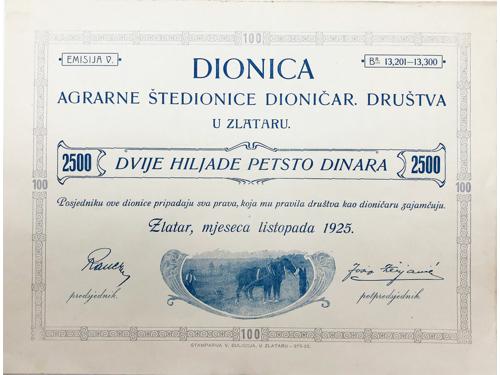 100
EMISIJA V.
Br. 13,201–13,300
DIONICA
AGRARNE ŠTEDIONICE DIONIČAR. DRUŠTVA
U ZLATARU.
2500 DVIJE HILJADE PETSTO DINARA 2500
100 100
Posjedniku ove dionice pripadaju sva prava, koja mu pravila društva kao dioničaru zajamčuju.
Zlatar, mjeseca listopada 1925.
predsjednik.
potpredsjednik.
100
STAMPARIJA V. U ZLATARU